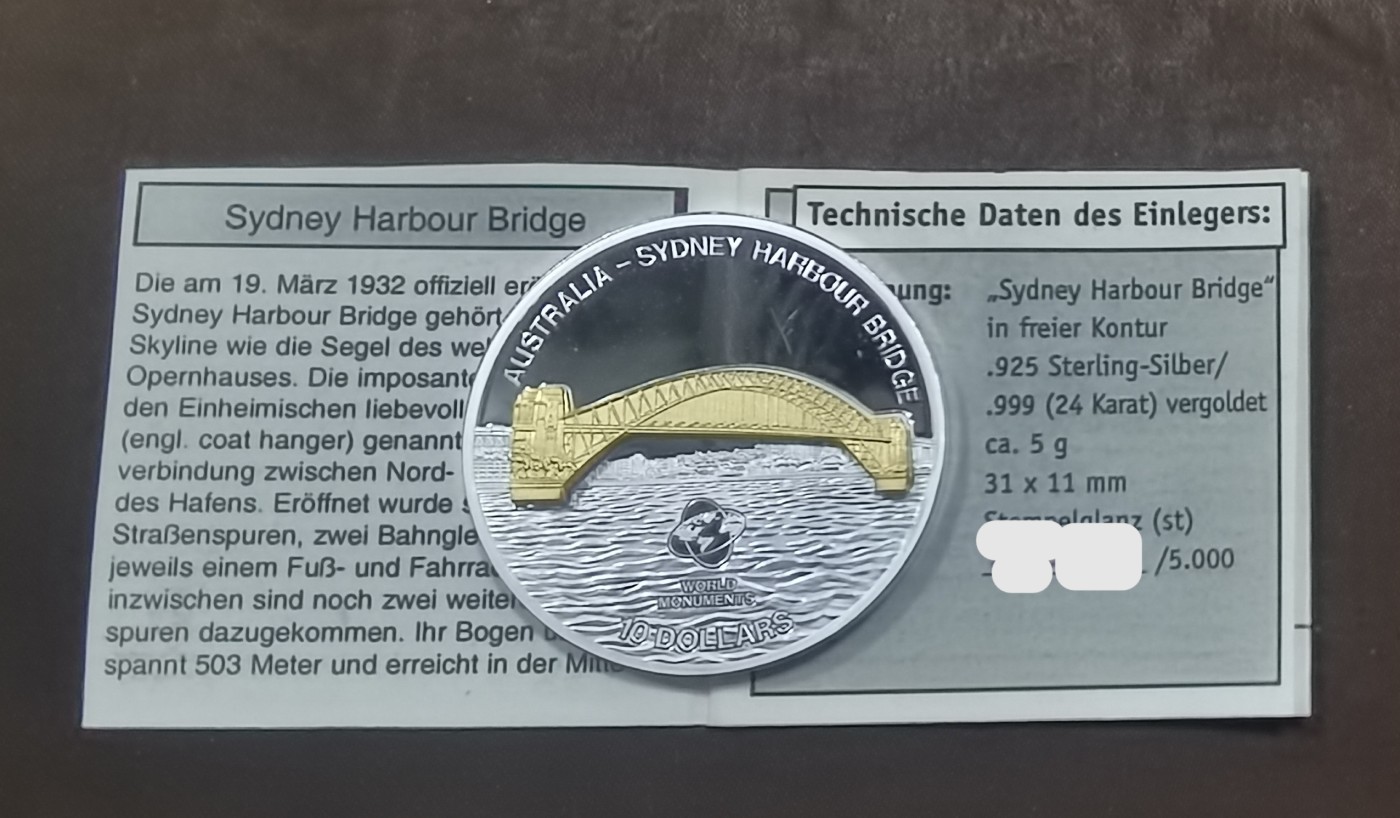 Sydney Harbour Bridge
Die am 19. März 1932 offiziell
Sydney Harbour Bridge gehört
Skyline wie die Segel des
Opernhauses. Die imposante
den Einheimischen liebevoll
(engl. coat hanger) genannt
verbindung zwischen Nord-
des Hafens. Eröffnet wurde
Straßenspuren, zwei Bahngle
jeweils einem Fuß- und Fahrra
inzwischen sind noch zwei weiter
spuren dazugekommen. Ihr Bogen
spannt 503 Meter und erreicht in der Mitte
AUSTRALIA – SYDNEY HARBOUR BRIDGE
WORLD
MONUMENTS
10 DOLLARS
Technische Daten des Einlegers:
ung: „Sydney Harbour Bridge“
in freier Kontur
.925 Sterling-Silber/
.999 (24 Karat) vergoldet
ca. 5 g
31 x 11 mm
Stempelglanz (st)
/5.000